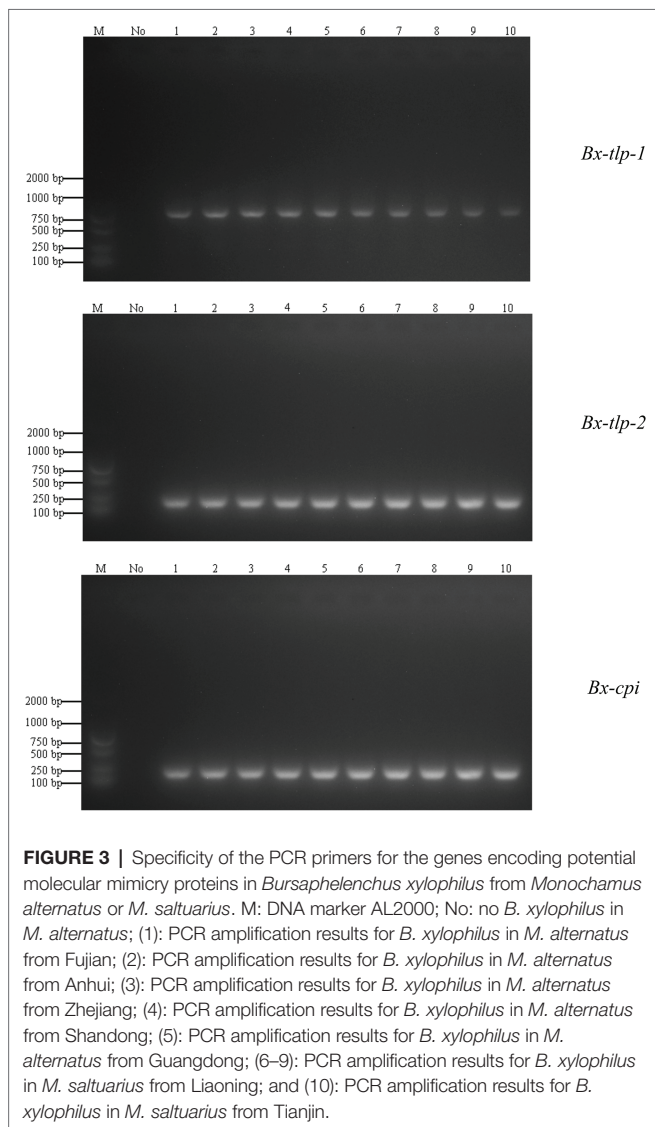 M No 1 2 3 4 5 6 7 8 9 10
2000 bp
1000 bp
750 bp
500 bp
250 bp
100 bp
Bx-tlp-1
M No 1 2 3 4 5 6 7 8 9 10
2000 bp
1000 bp
750 bp
500 bp
250 bp
100 bp
Bx-tlp-2
M No 1 2 3 4 5 6 7 8 9 10
2000 bp
1000 bp
750 bp
500 bp
250 bp
100 bp
Bx-cpi
FIGURE 3 | Specificity of the PCR primers for the genes encoding potential
molecular mimicry proteins in Bursaphelenchus xylophilus from Monochamus
alternatus or M. saltuarius. M: DNA marker AL2000; No: no B. xylophilus in
M. alternatus; (1): PCR amplification results for B. xylophilus in M. alternatus
from Fujian; (2): PCR amplification results for B. xylophilus in M. alternatus
from Anhui; (3): PCR amplification results for B. xylophilus in M. alternatus
from Zhejiang; (4): PCR amplification results for B. xylophilus in M. alternatus
from Shandong; (5): PCR amplification results for B. xylophilus in M.
alternatus from Guangdong; (6–9): PCR amplification results for B. xylophilus
in M. saltuarius from Liaoning; and (10): PCR amplification results for B.
xylophilus in M. saltuarius from Tianjin.